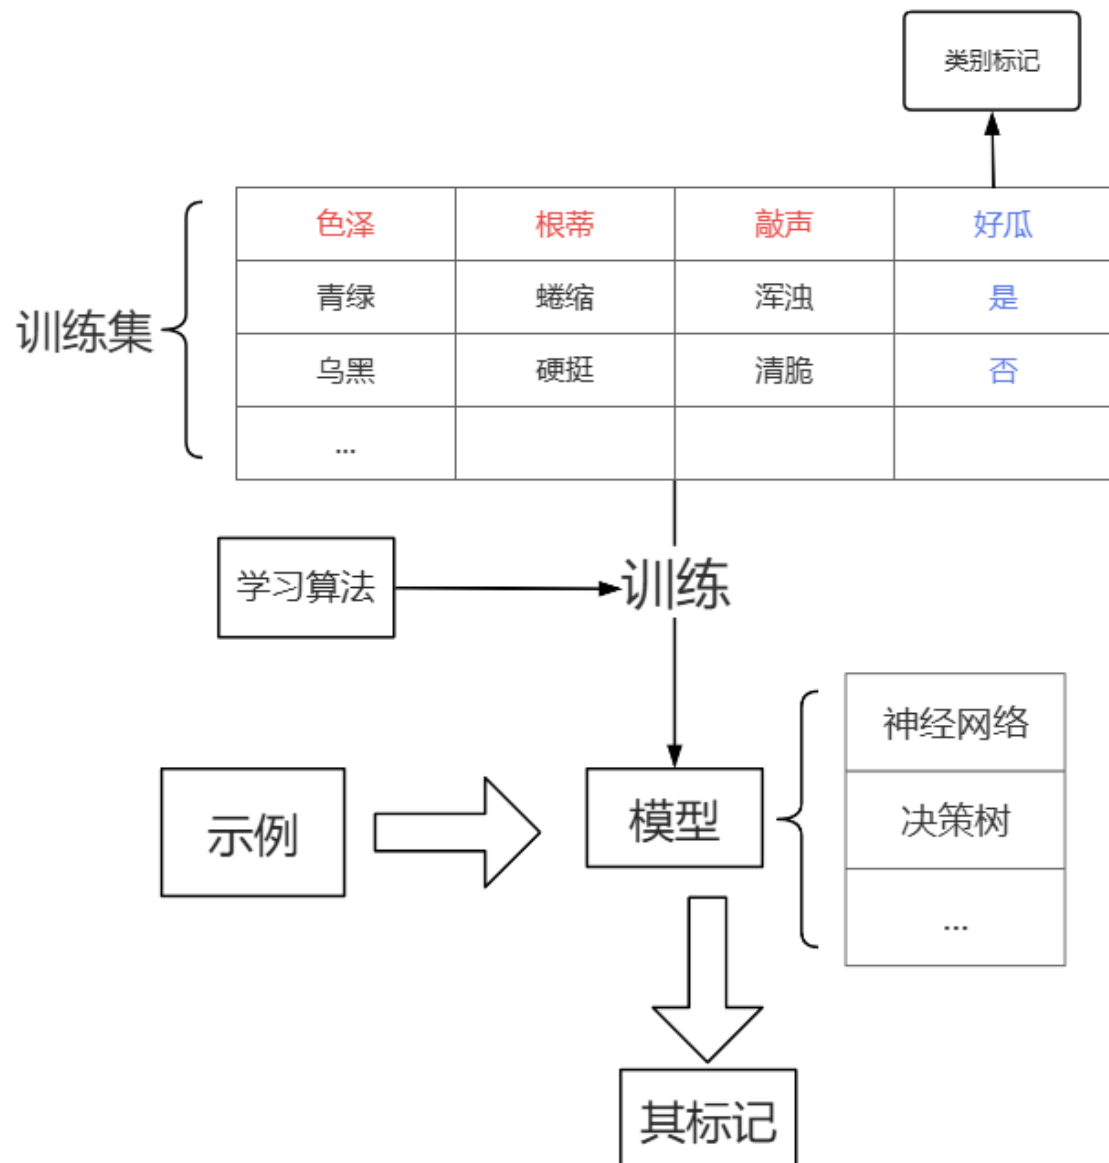 类别标记
色泽 根蒂 敲声 好瓜
青绿 蜷缩 浑浊 是
训练集
乌黑 硬挺 清脆 否
...
学习算法
训练
神经网络
示例
模型
决策树
...
其标记